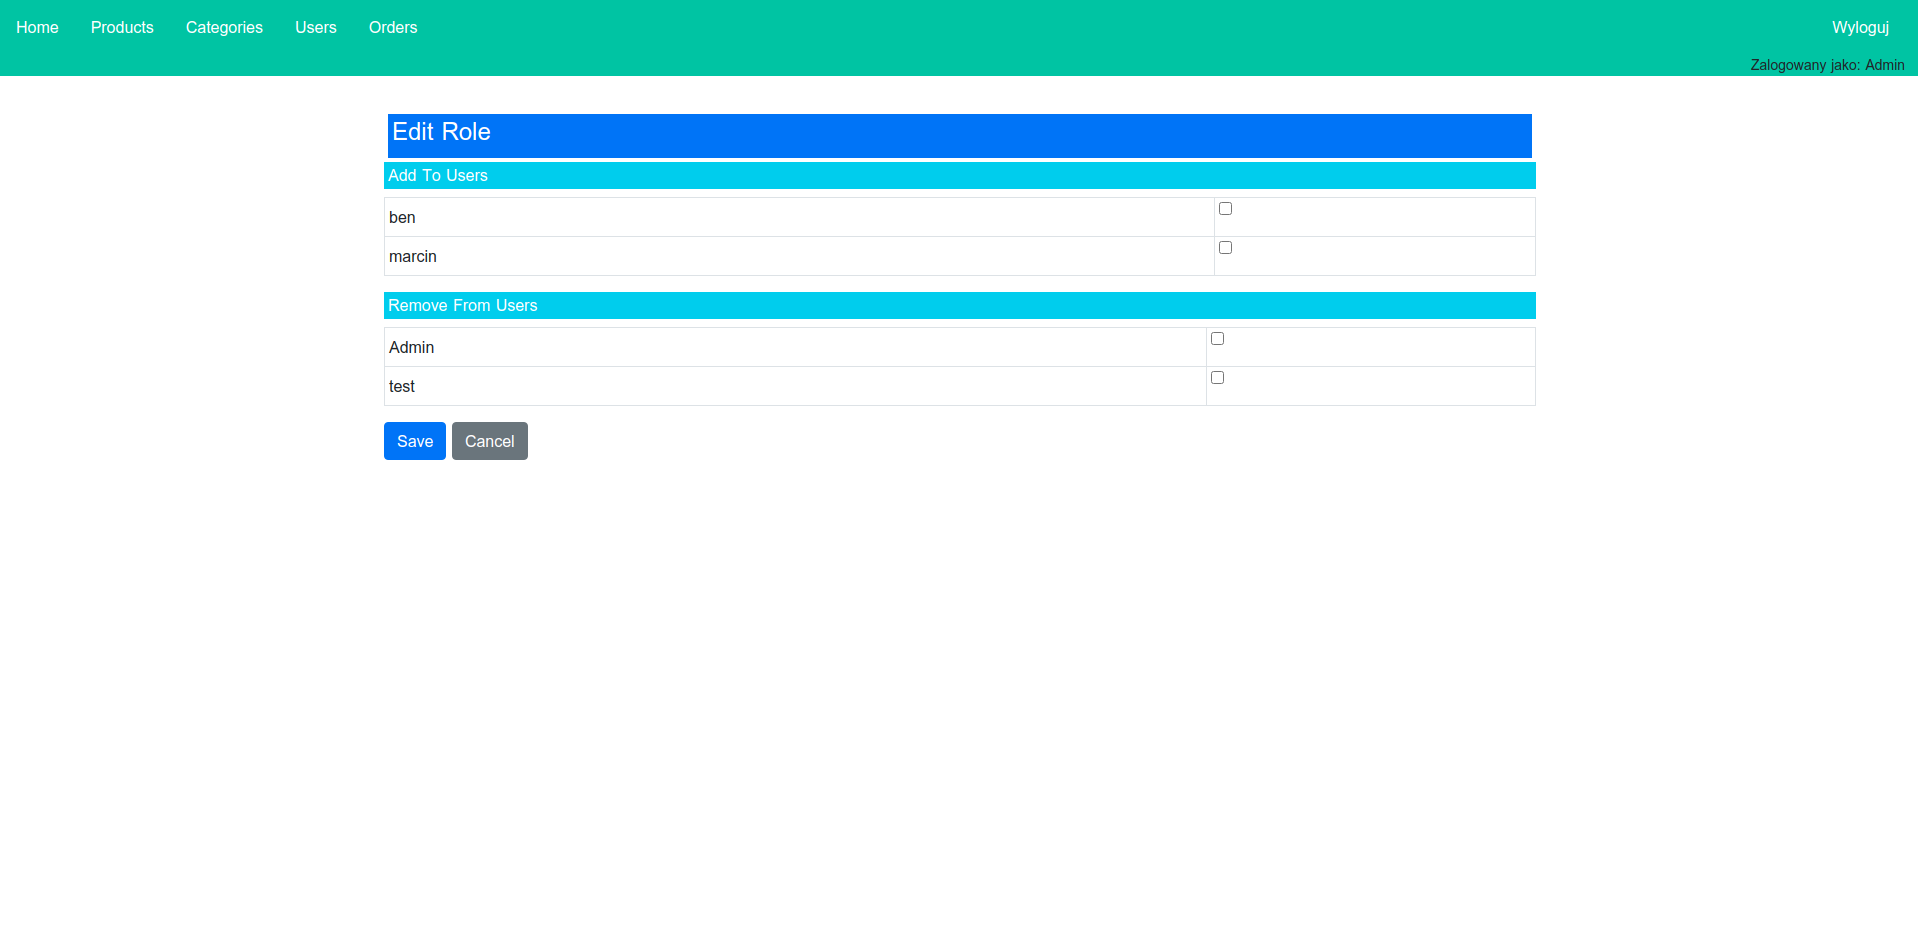 Home Products Categories Users Orders Wyloguj
Zalogowany jako: Admin
Edit Role
Add To Users
ben
marcin
Remove From Users
Admin
test
Save Cancel